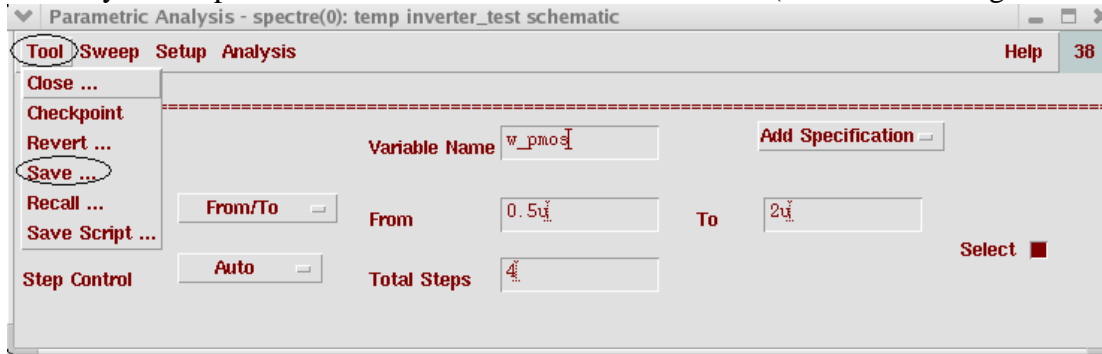 Parametric Analysis - spectre(0): temp inverter_test schematic
Tool Sweep Setup Analysis Help 38
Close ...
Checkpoint
Revert ...
Save ...
Recall ...
Save Script ...
Variable Name w_pmos Add Specification
From/To From 0.5u To 2u
Select
Step Control Auto Total Steps 4